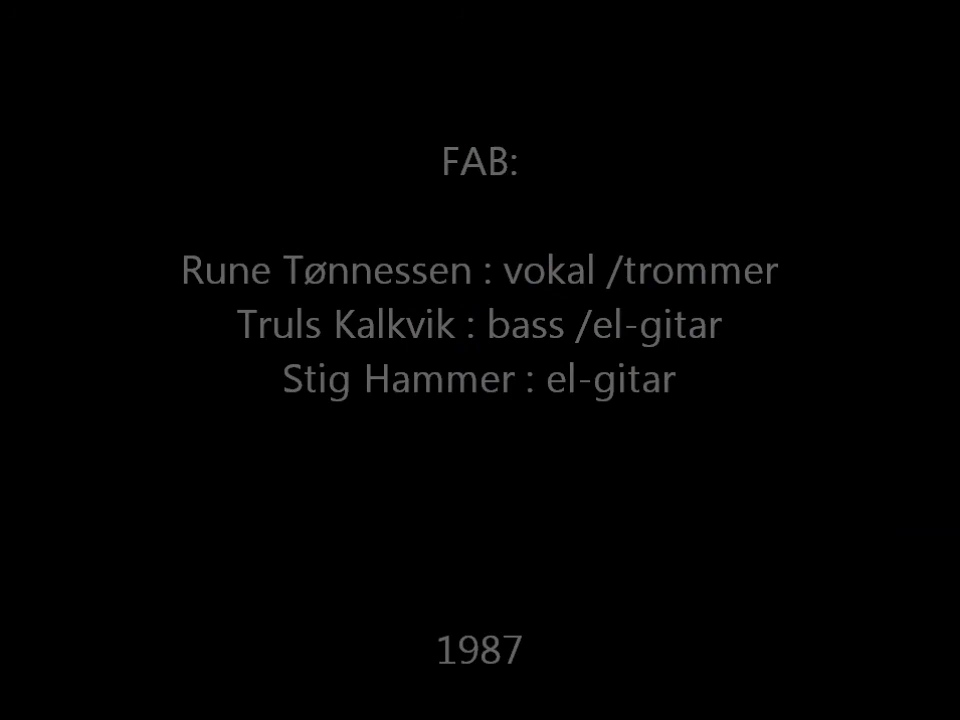 FAB:
Rune Tønnessen : vokal /trommer
Truls Kalkvik : bass /el-gitar
Stig Hammer : el-gitar
1987